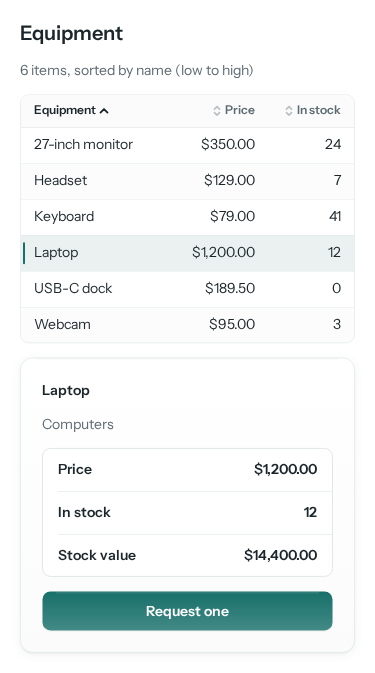 Equipment
6 items, sorted by name (low to high)
Equipment Price In stock
27-inch monitor $350.00 24
Headset $129.00 7
Keyboard $79.00 41
Laptop $1,200.00 12
USB-C dock $189.50 0
Webcam $95.00 3
Laptop
Computers
Price $1,200.00
In stock 12
Stock value $14,400.00
Request one